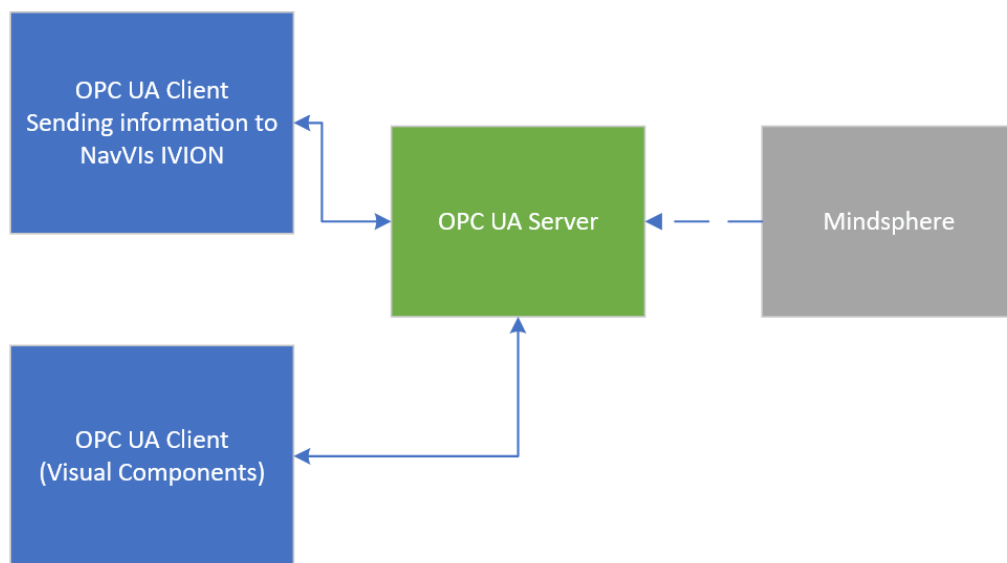 OPC UA Client
Sending information to
NavVIs IVION
OPC UA Server
Mindsphere
OPC UA Client
(Visual Components)